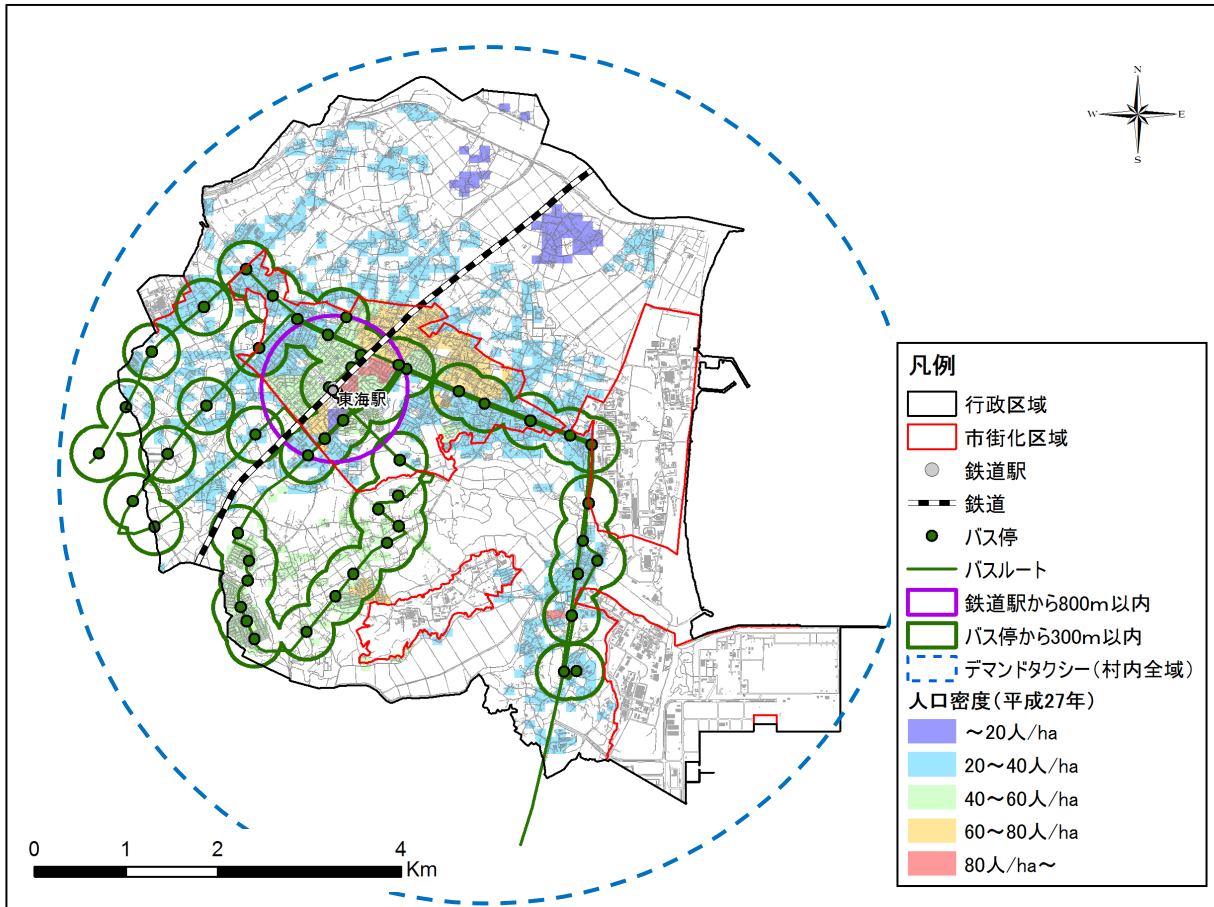 N
W
E
S
東海駅
凡例
行政区域
市街化区域
鉄道駅
鉄道
バス停
バスルート
鉄道駅から800m以内
バス停から300m以内
デマンドタクシー(村内全域)
人口密度(平成27年)
～20人/ha
20～40人/ha
40～60人/ha
60～80人/ha
80人/ha～
0 1 2 4
Km